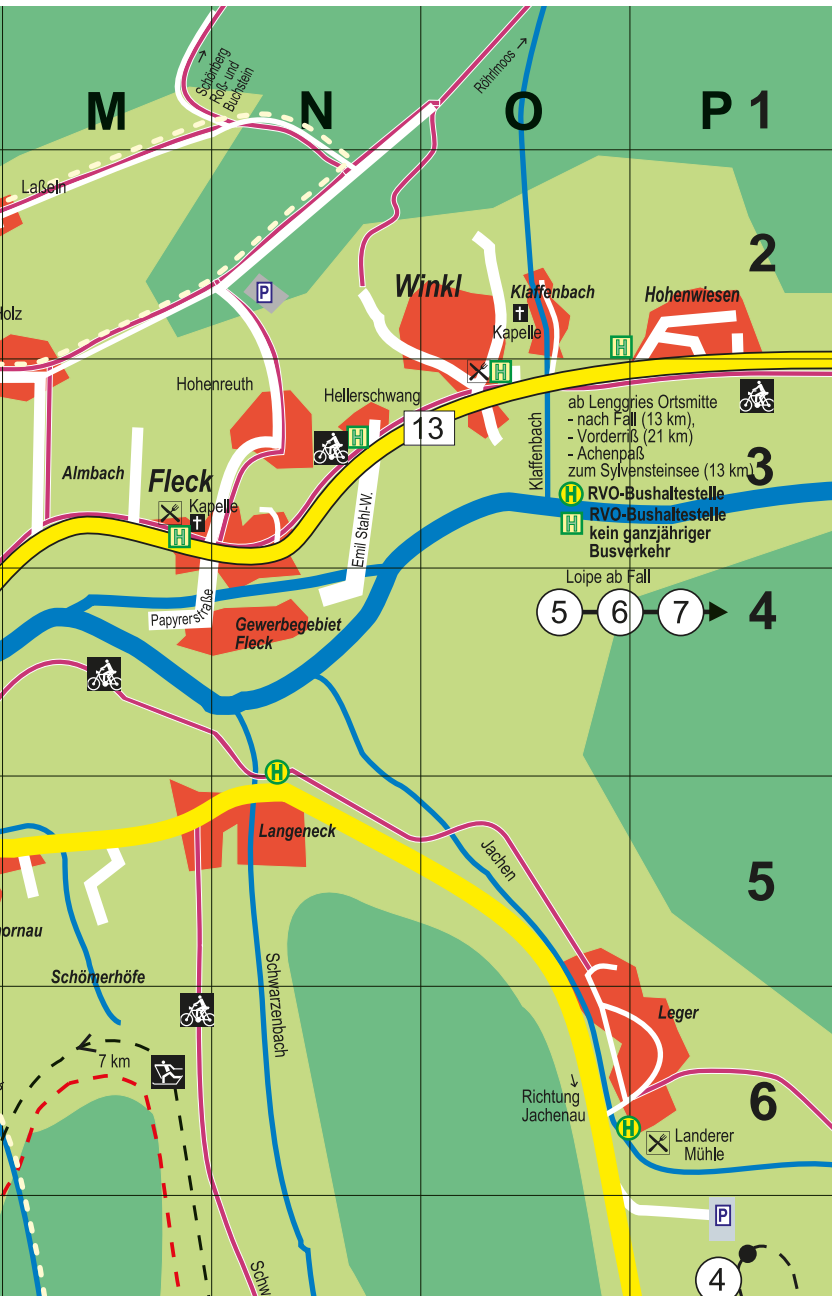 Schönberg
Roß- und
Buchstein
Röhrlmoos
M
N
O
P
1
Laßeln
2
P
Winkl
Klaffenbach
Hohenwiesen
Kapelle
Holz
H
H
Hohenreuth
Hellerschwang
H
13
Klaffenbach
ab Lenggries Ortsmitte
- nach Fall (13 km),
- Vorderriß (21 km)
- Achenpaß
zum Sylvensteinsee (13 km)
3
Almbach
Fleck
Kapelle
H
Emil Stahl-W.
H RVO-Bushaltestelle
H RVO-Bushaltestelle
kein ganzjähriger
Busverkehr
Loipe ab Fall
5 6 7
4
Papyrerstraße
Gewerbegebiet
Fleck
H
Langeneck
Jachen
5
ornau
Schömerhöfe
Schwarzenbach
Leger
7 km
Richtung
Jachenau
6
H
Landerer
Mühle
P
Schw
4